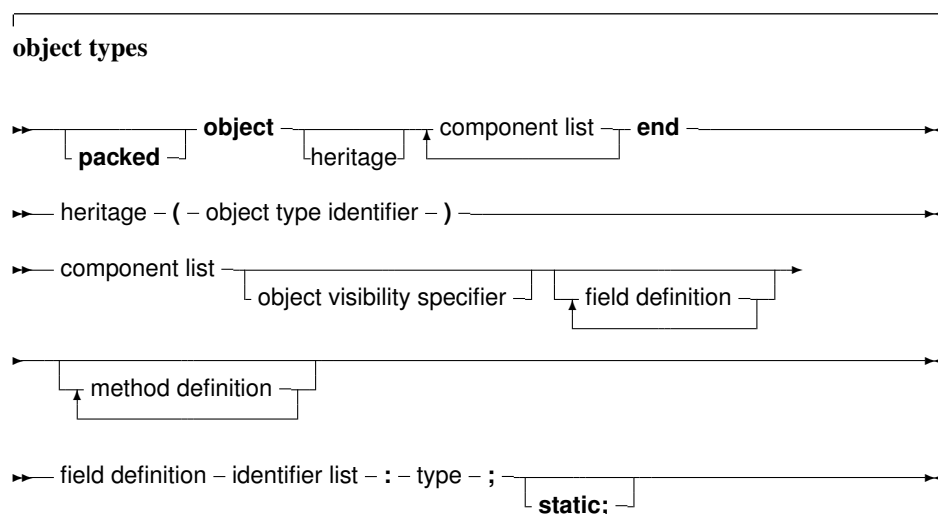 object types
packed object heritage component list end
heritage ( object type identifier )
component list object visibility specifier field definition
method definition
field definition identifier list : type ; static;